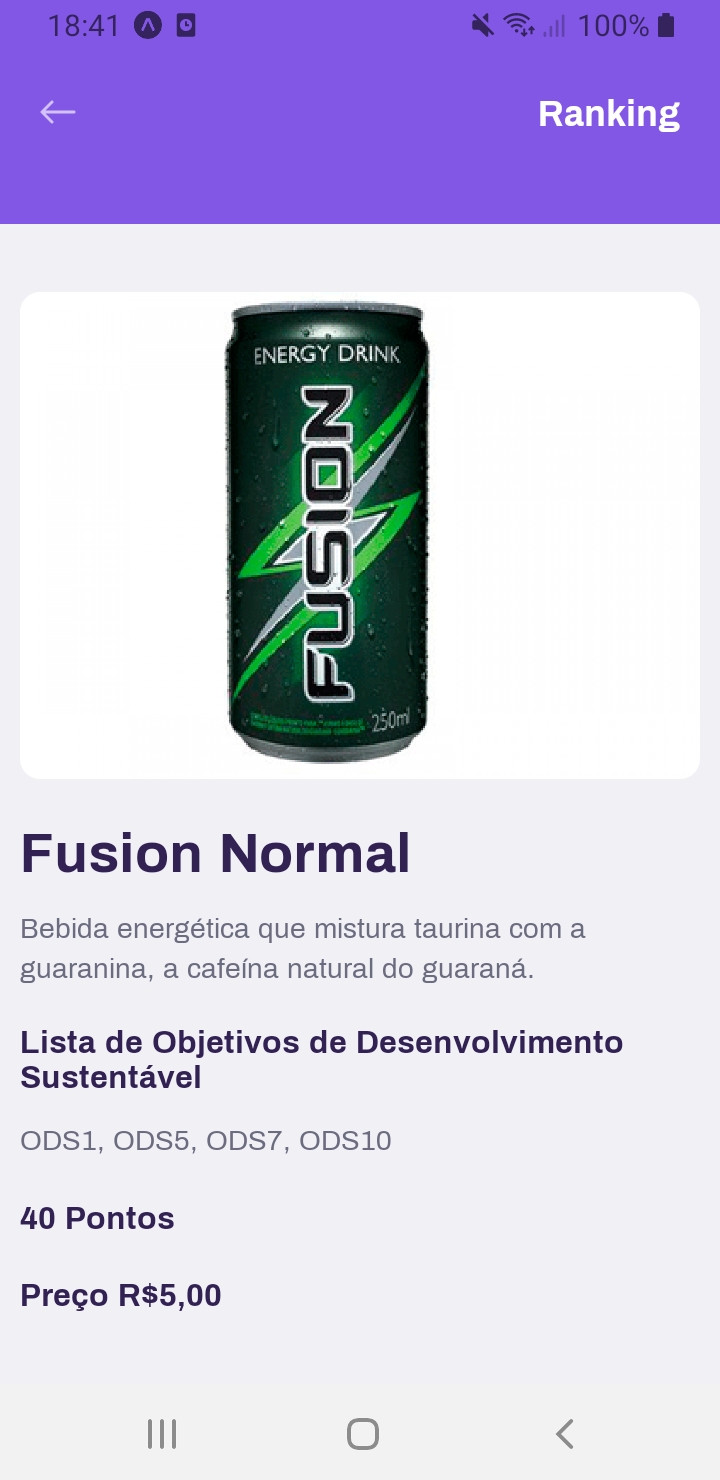 18:41
100%
Ranking
ENERGY DRINK
FUSION
250ml
Fusion Normal
Bebida energética que mistura taurina com a
guaranina, a cafeína natural do guaraná.
Lista de Objetivos de Desenvolvimento
Sustentável
ODS1, ODS5, ODS7, ODS10
40 Pontos
Preço R$5,00